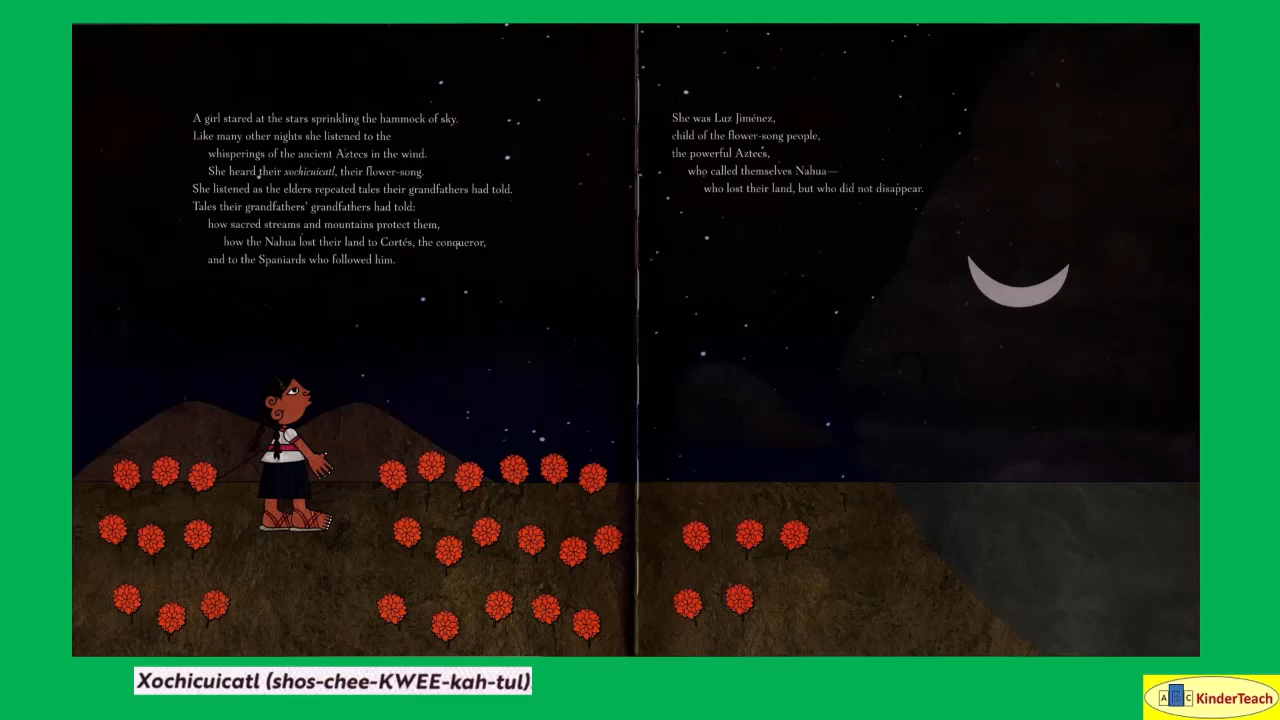 A girl stared at the stars sprinkling the hammock of sky.
Like many other nights she listened to the
whisperings of the ancient Aztecs in the wind.
She heard their xochicuicatl, their flower-song.
She listened as the elders repeated tales their grandfathers had told.
Tales their grandfathers' grandfathers had told:
how sacred streams and mountains protect them,
how the Nahua lost their land to Cortés, the conqueror,
and to the Spaniards who followed him.
She was Luz Jiménez,
child of the flower-song people,
the powerful Aztecs,
who called themselves Nahua—
who lost their land, but who did not disappear.
Xochicuicatl (shos-chee-KWEE-kah-tul)
A B C KinderTeach